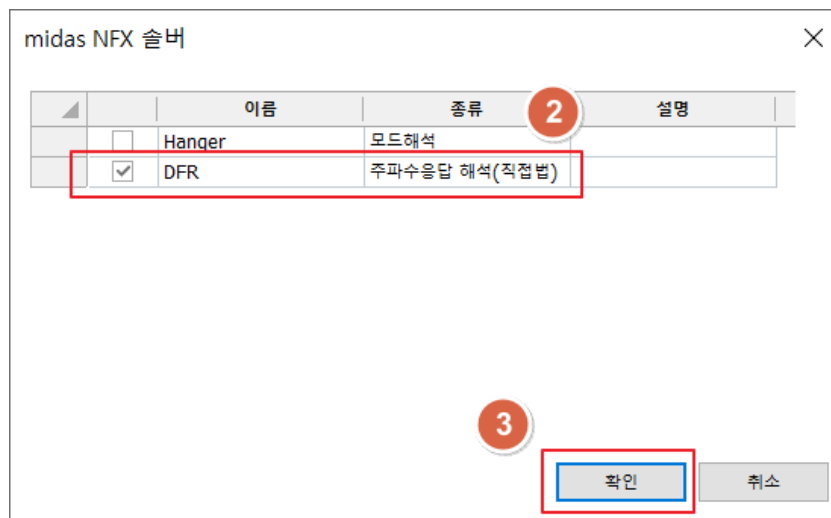 midas NFX 솔버
이름 종류 설명
2
Hanger 모드해석
DFR 주파수응답 해석(직접법)
3
확인 취소